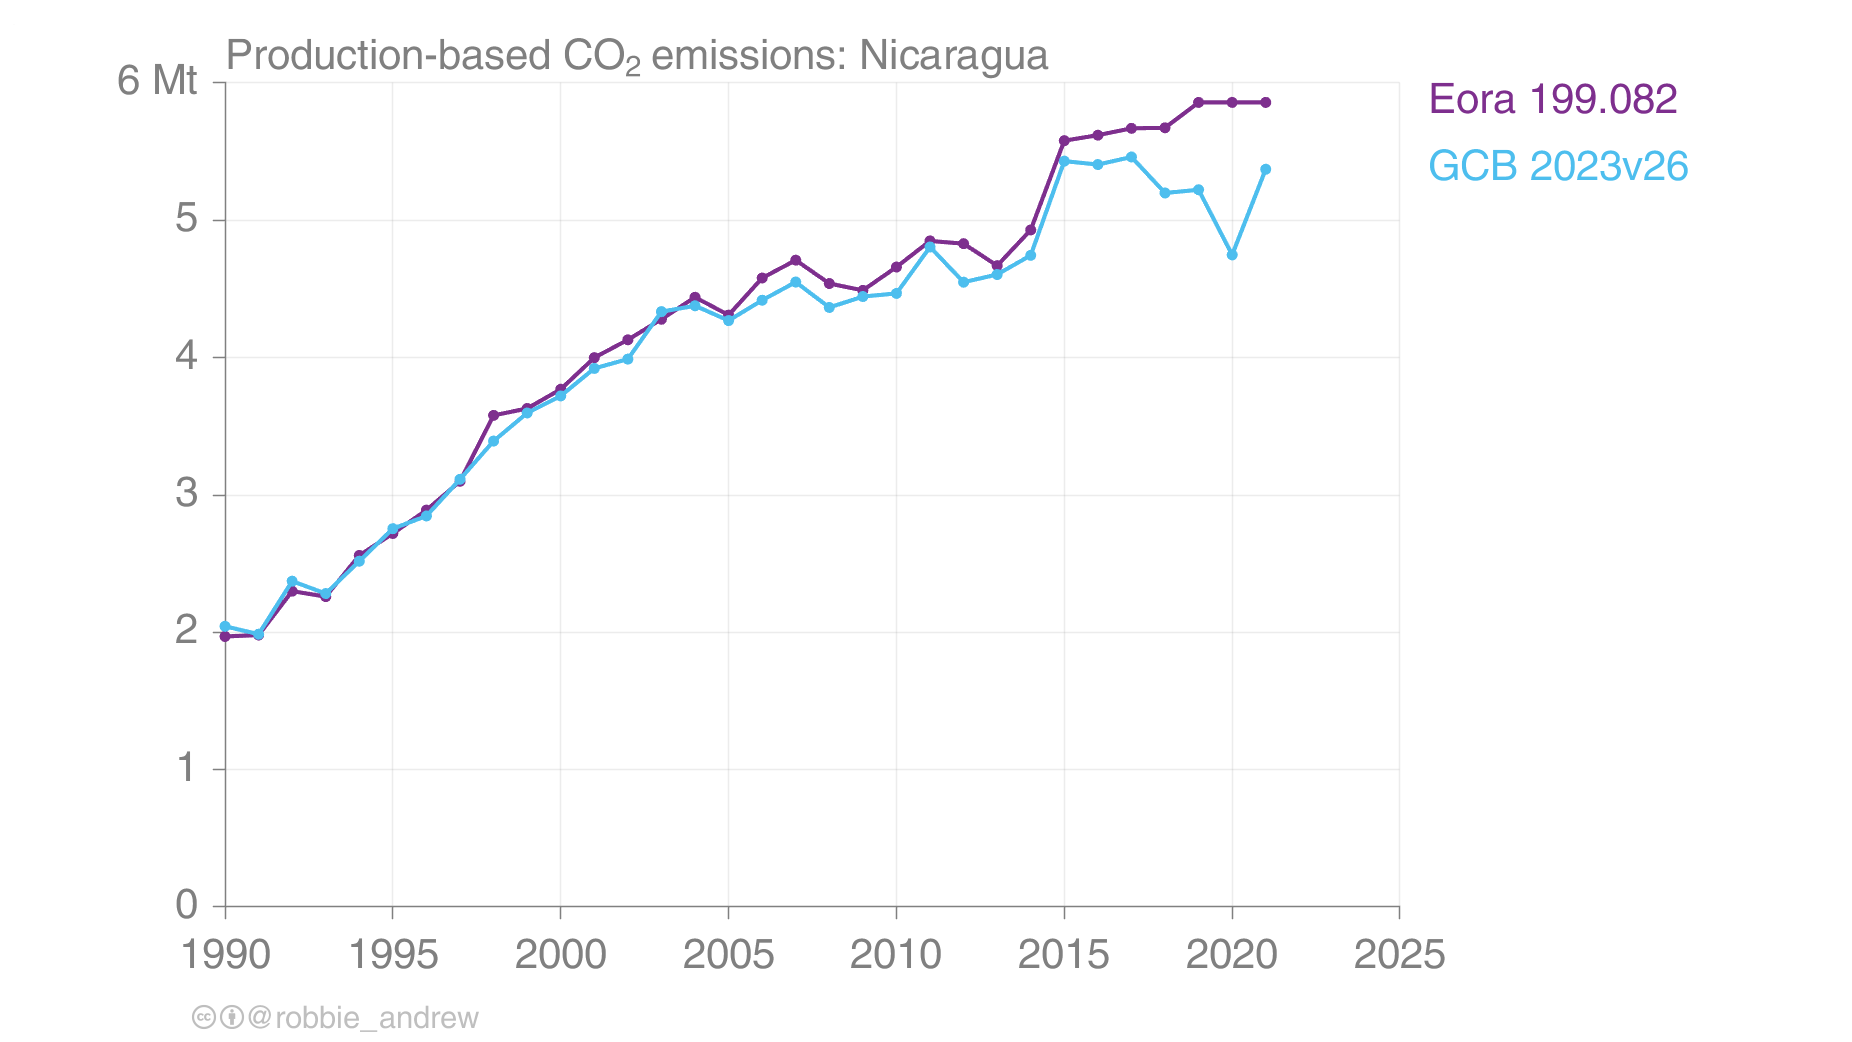 Production-based CO₂ emissions: Nicaragua
6 Mt
5
4
3
2
1
0
1990 1995 2000 2005 2010 2015 2020 2025
Eora 199.082
GCB 2023v26
@robbie_andrew